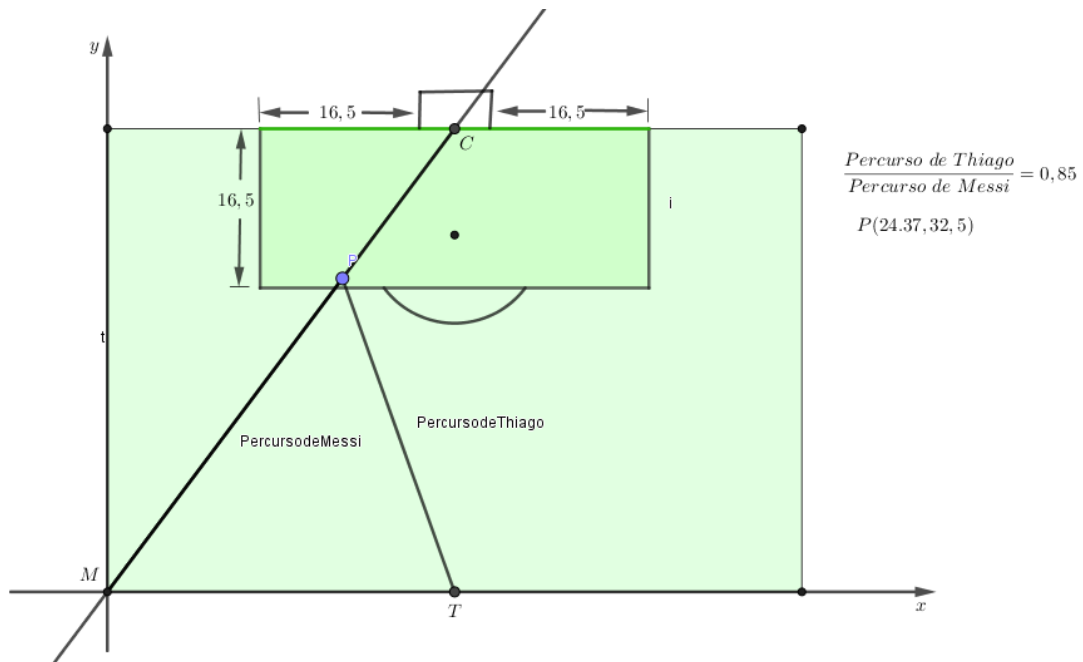 y
16, 5
16, 5
C
Percurso de Thiago
Percurso de Messi
= 0, 85
16, 5
i
P(24.37, 32, 5)
P
t
PercursodeThiago
PercursodeMessi
M
T
x